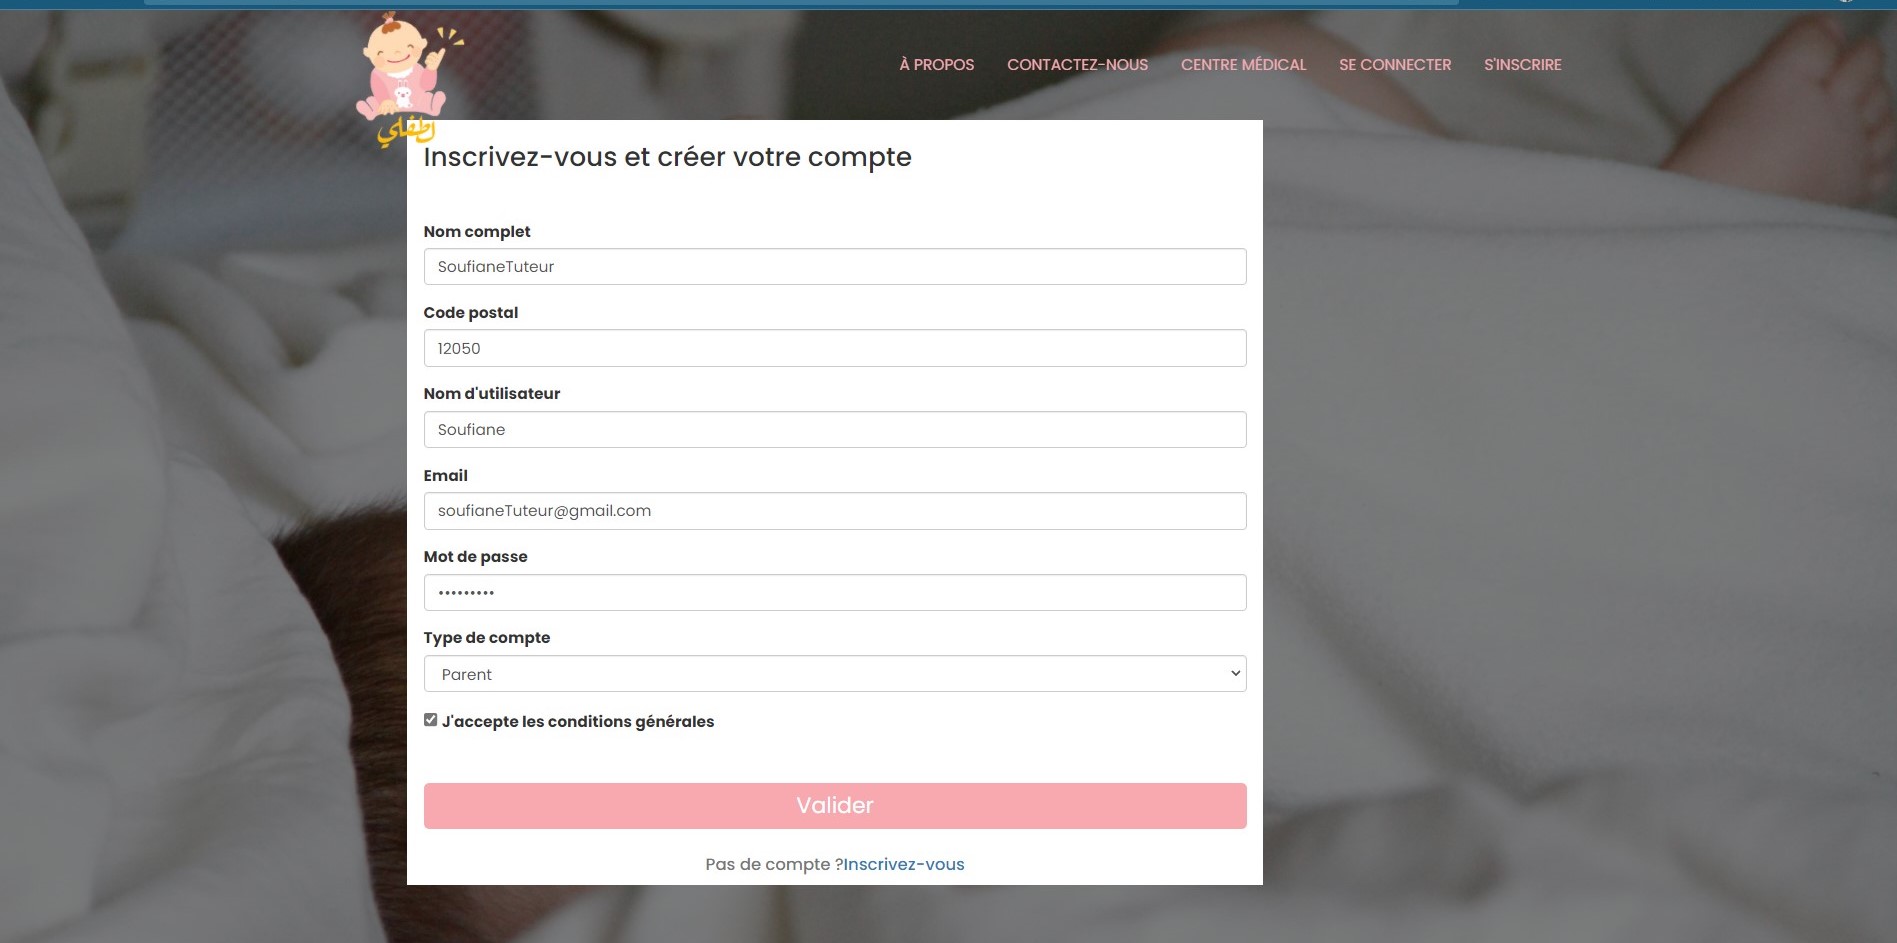 À PROPOS CONTACTEZ-NOUS CENTRE MÉDICAL SE CONNECTER S'INSCRIRE
لطفلي
Inscrivez-vous et créer votre compte
Nom complet
SoufianeTuteur
Code postal
12050
Nom d'utilisateur
Soufiane
Email
soufianeTuteur@gmail.com
Mot de passe
•••••••••
Type de compte
Parent
J'accepte les conditions générales
Valider
Pas de compte ?Inscrivez-vous